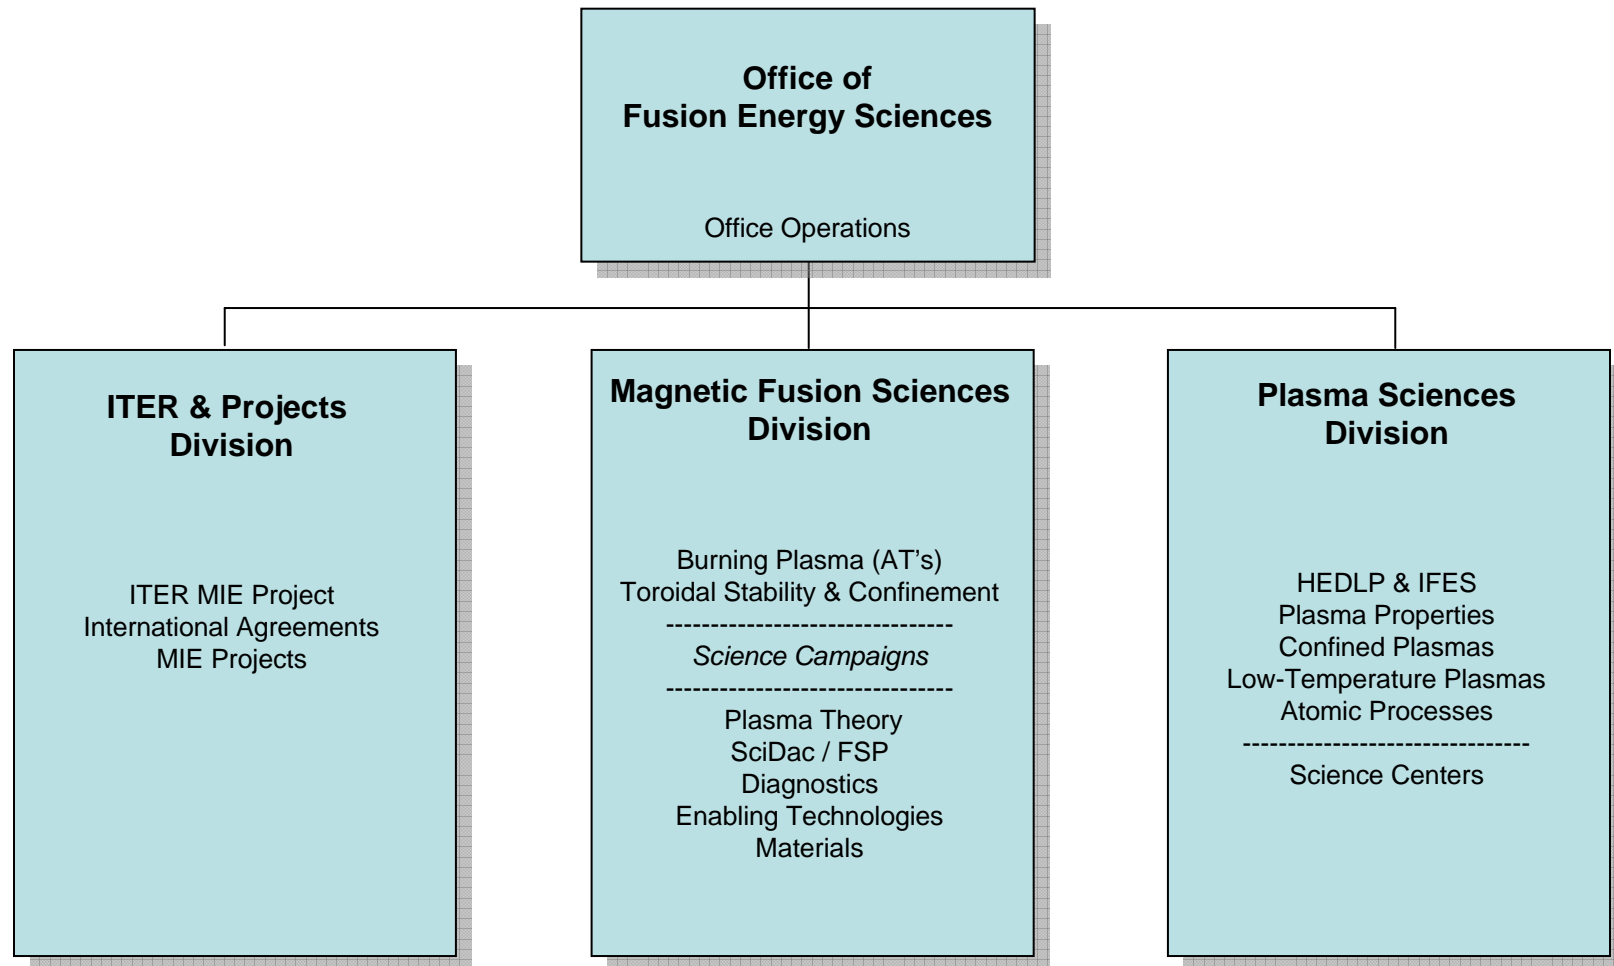 Office of
Fusion Energy Sciences
Office Operations
ITER & Projects
Division
ITER MIE Project
International Agreements
MIE Projects
Magnetic Fusion Sciences
Division
Burning Plasma (AT’s)
Toroidal Stability & Confinement
--------------------------------
Science Campaigns
--------------------------------
Plasma Theory
SciDac / FSP
Diagnostics
Enabling Technologies
Materials
Plasma Sciences
Division
HEDLP & IFES
Plasma Properties
Confined Plasmas
Low-Temperature Plasmas
Atomic Processes
--------------------------------
Science Centers